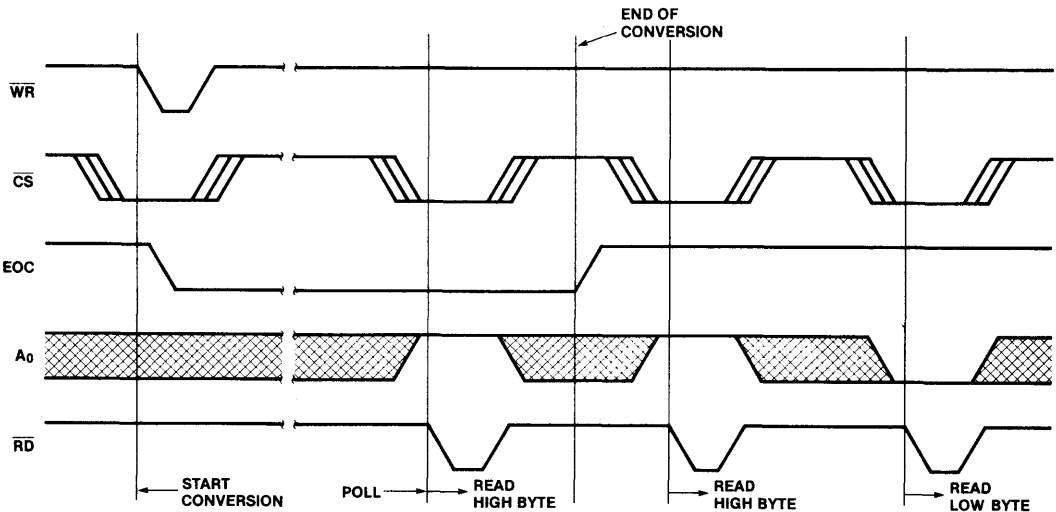 END OF
CONVERSION
WR
CS
EOC
A0
RD
START
CONVERSION
POLL
READ
HIGH BYTE
READ
HIGH BYTE
READ
LOW BYTE